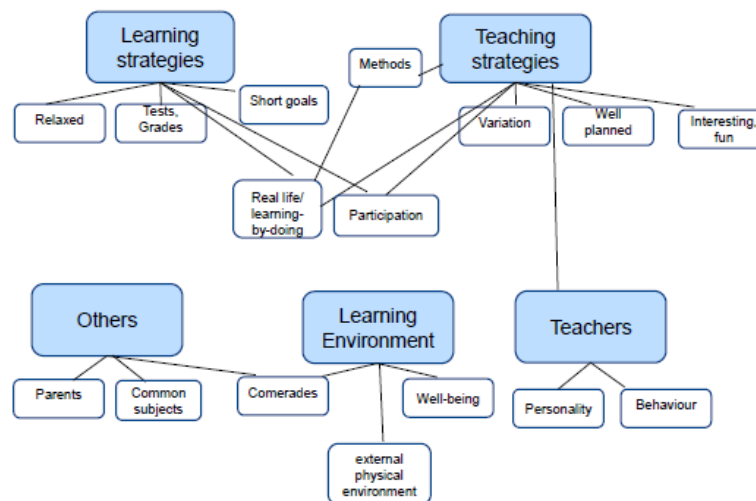 Learning
strategies
Methods
Teaching
strategies
Relaxed
Tests,
Grades
Short goals
Variation
Well
planned
Interesting,
fun
Real life/
learning-
by-doing
Participation
Others
Learning
Environment
Teachers
Parents
Common
subjects
Comerades
Well-being
Personality
Behaviour
external
physical
environment